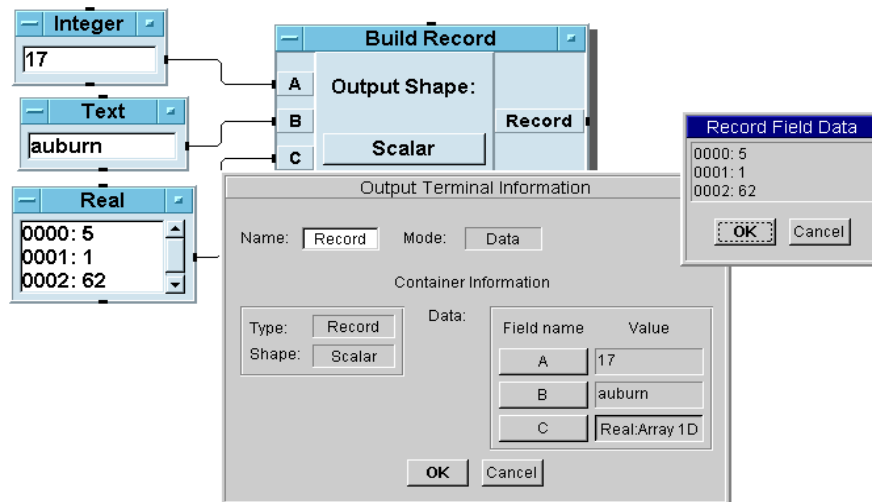 Integer
17
Text
auburn
Real
0000: 5
0001: 1
0002: 62
Build Record
A
B
C
Output Shape:
Scalar
Record
Record Field Data
0000: 5
0001: 1
0002: 62
OK Cancel
Output Terminal Information
Name: Record Mode: Data
Container Information
Type: Record
Shape: Scalar
Data:
Field name Value
A 17
B auburn
C Real:Array 1D
OK Cancel